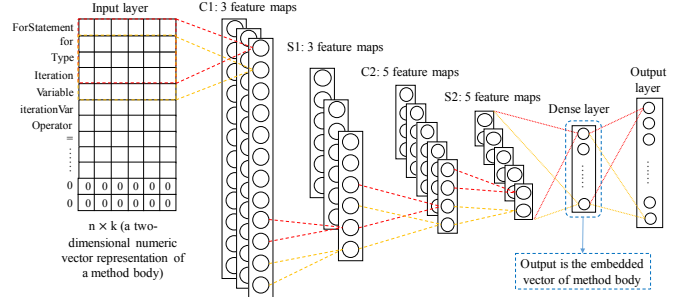 Input layer
C1: 3 feature maps
S1: 3 feature maps
C2: 5 feature maps
S2: 5 feature maps
Dense layer
Output
layer
ForStatement
for
Type
Iteration
Variable
iterationVar
Operator
=
......
0 0 0 0 0 0 0 0
0 0 0 0 0 0 0 0
n × k (a two-
dimensional numeric
vector representation of
a method body)
......
......
Output is the embedded
vector of method body